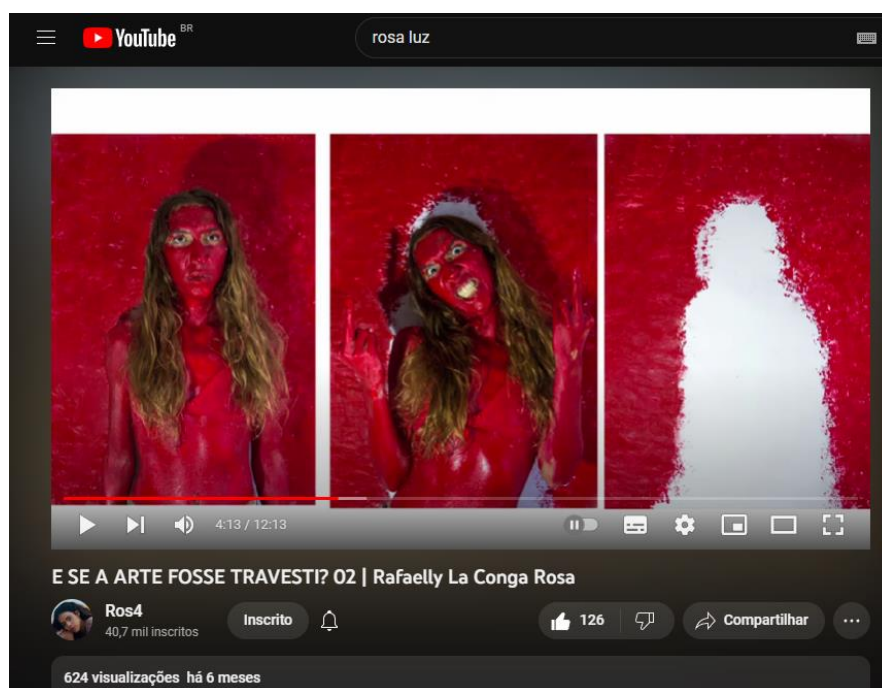 YouTube BR
rosa luz
4:13 / 12:13
E SE A ARTE FOSSE TRAVESTI? 02 | Rafaelly La Conga Rosa
Ros4
40,7 mil inscritos
Inscrito
126
Compartilhar
624 visualizações há 6 meses